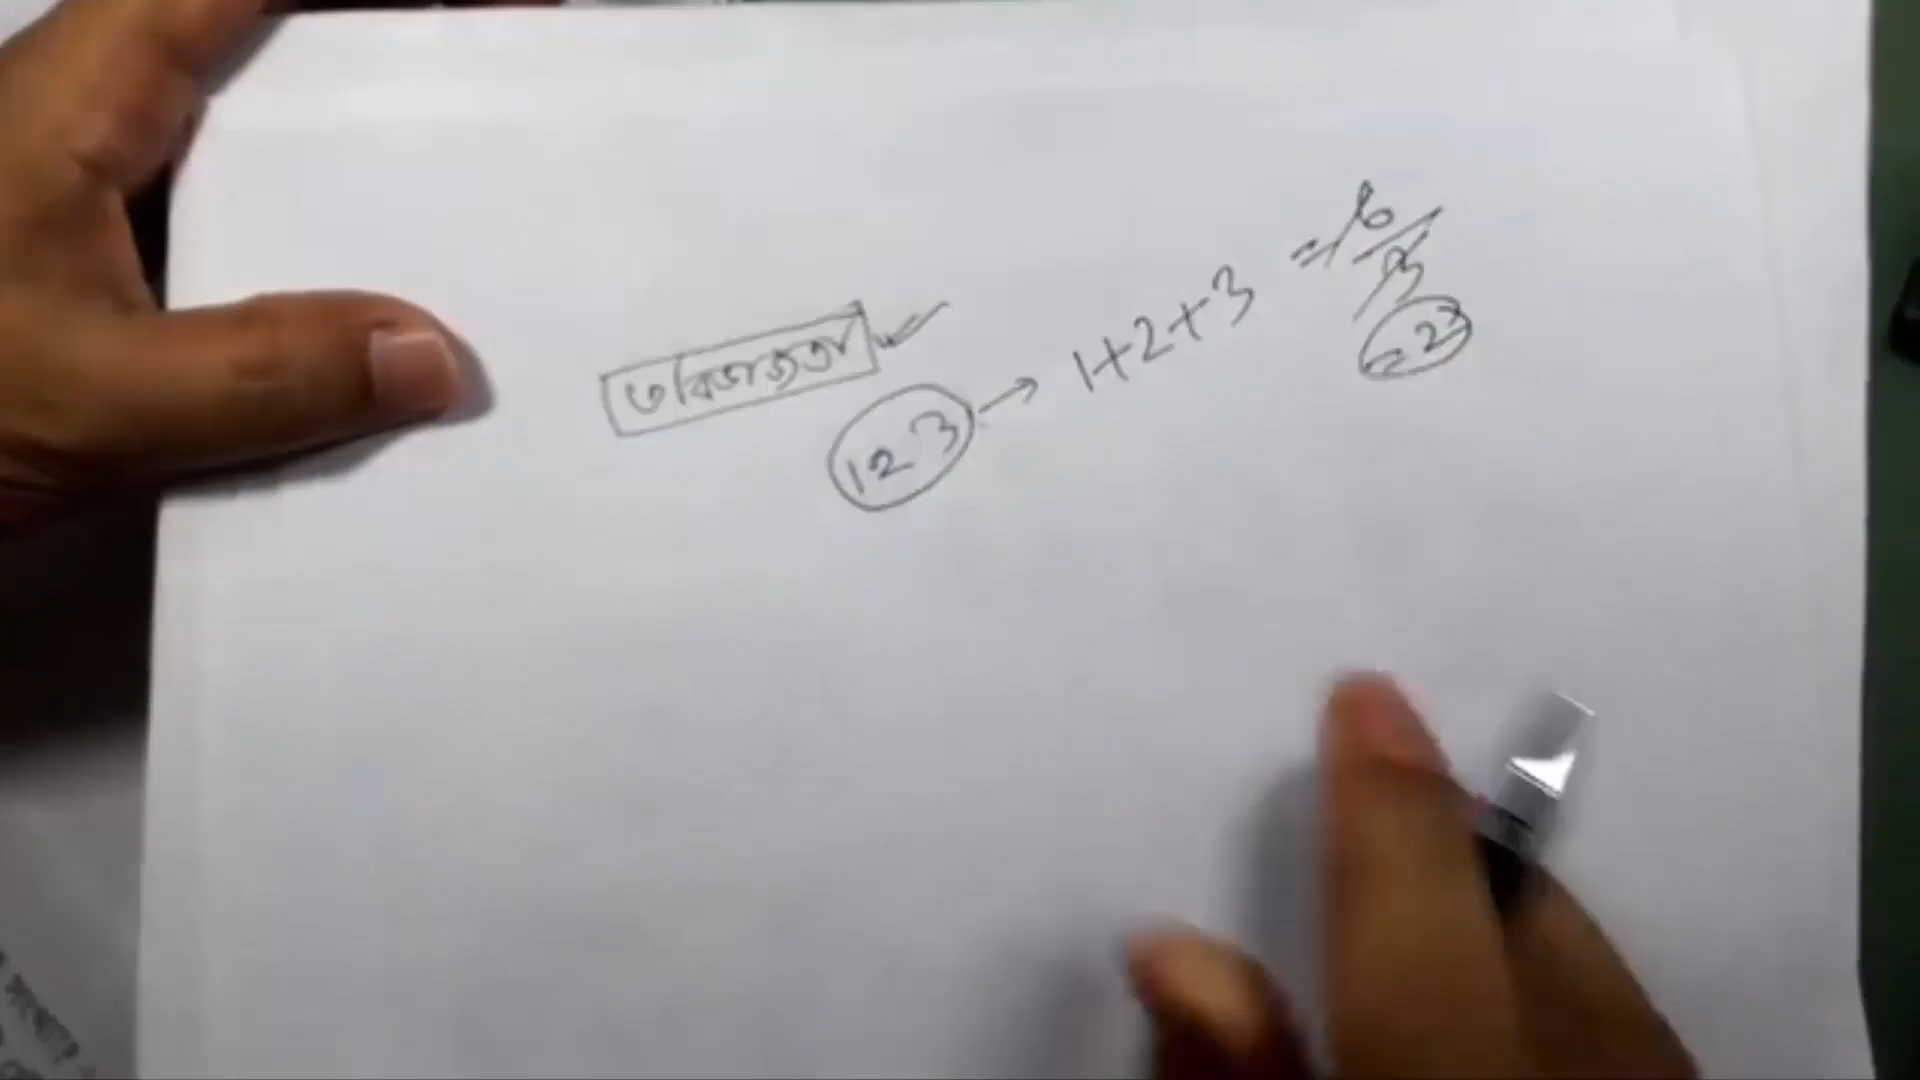 ৩ বিভাজ্যতা
123 → 1+2+3 = 6/3
= 2